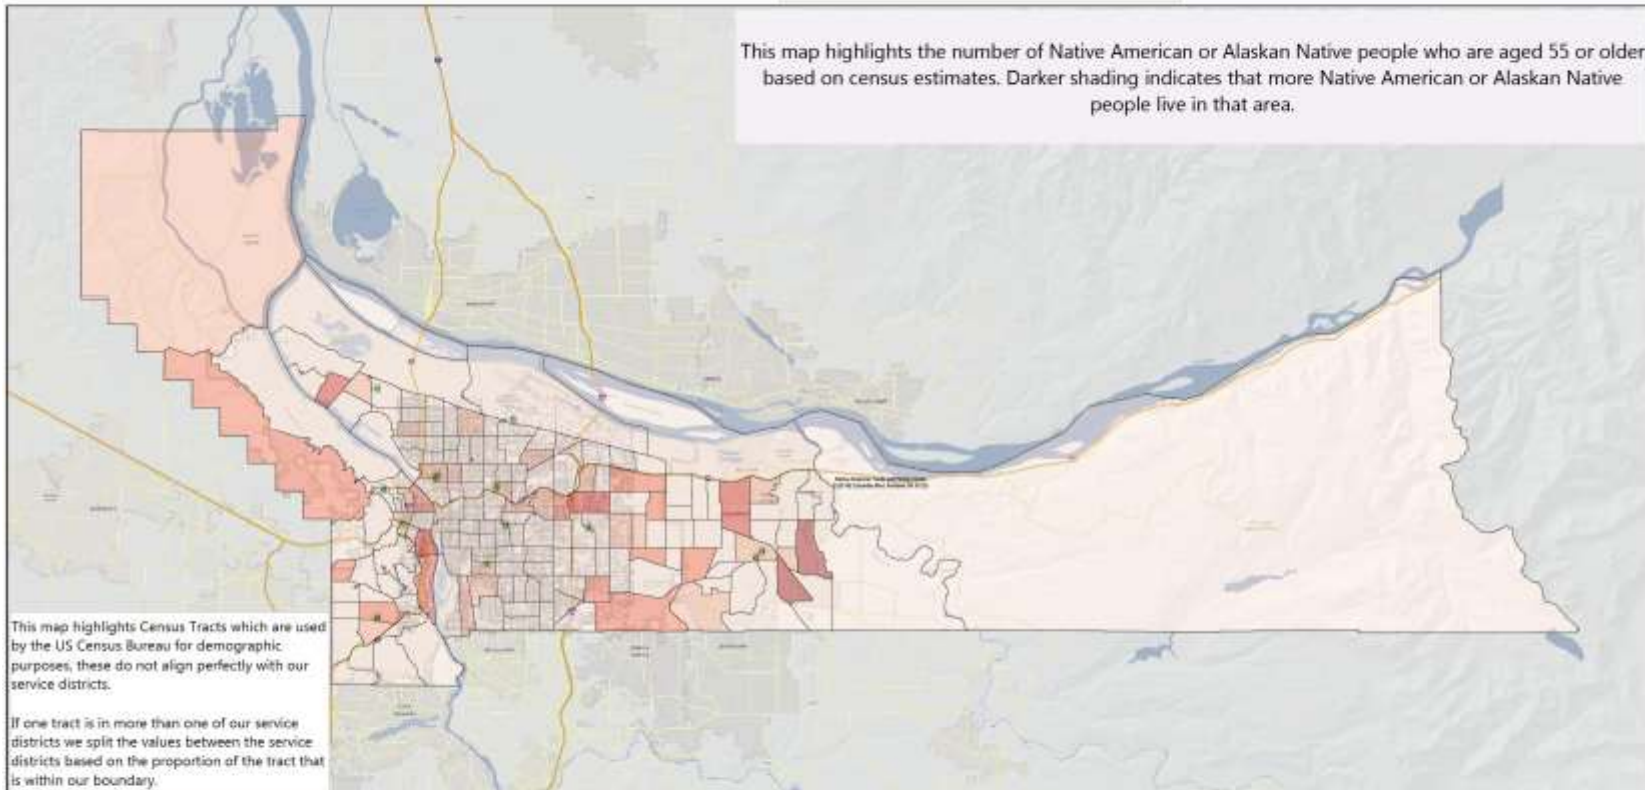 This map highlights the number of Native American or Alaskan Native people who are aged 55 or older
based on census estimates. Darker shading indicates that more Native American or Alaskan Native
people live in that area.
This map highlights Census Tracts which are used
by the US Census Bureau for demographic
purposes, these do not align perfectly with our
service districts.
If one tract is in more than one of our service
districts we split the values between the service
districts based on the proportion of the tract that
is within our boundary.